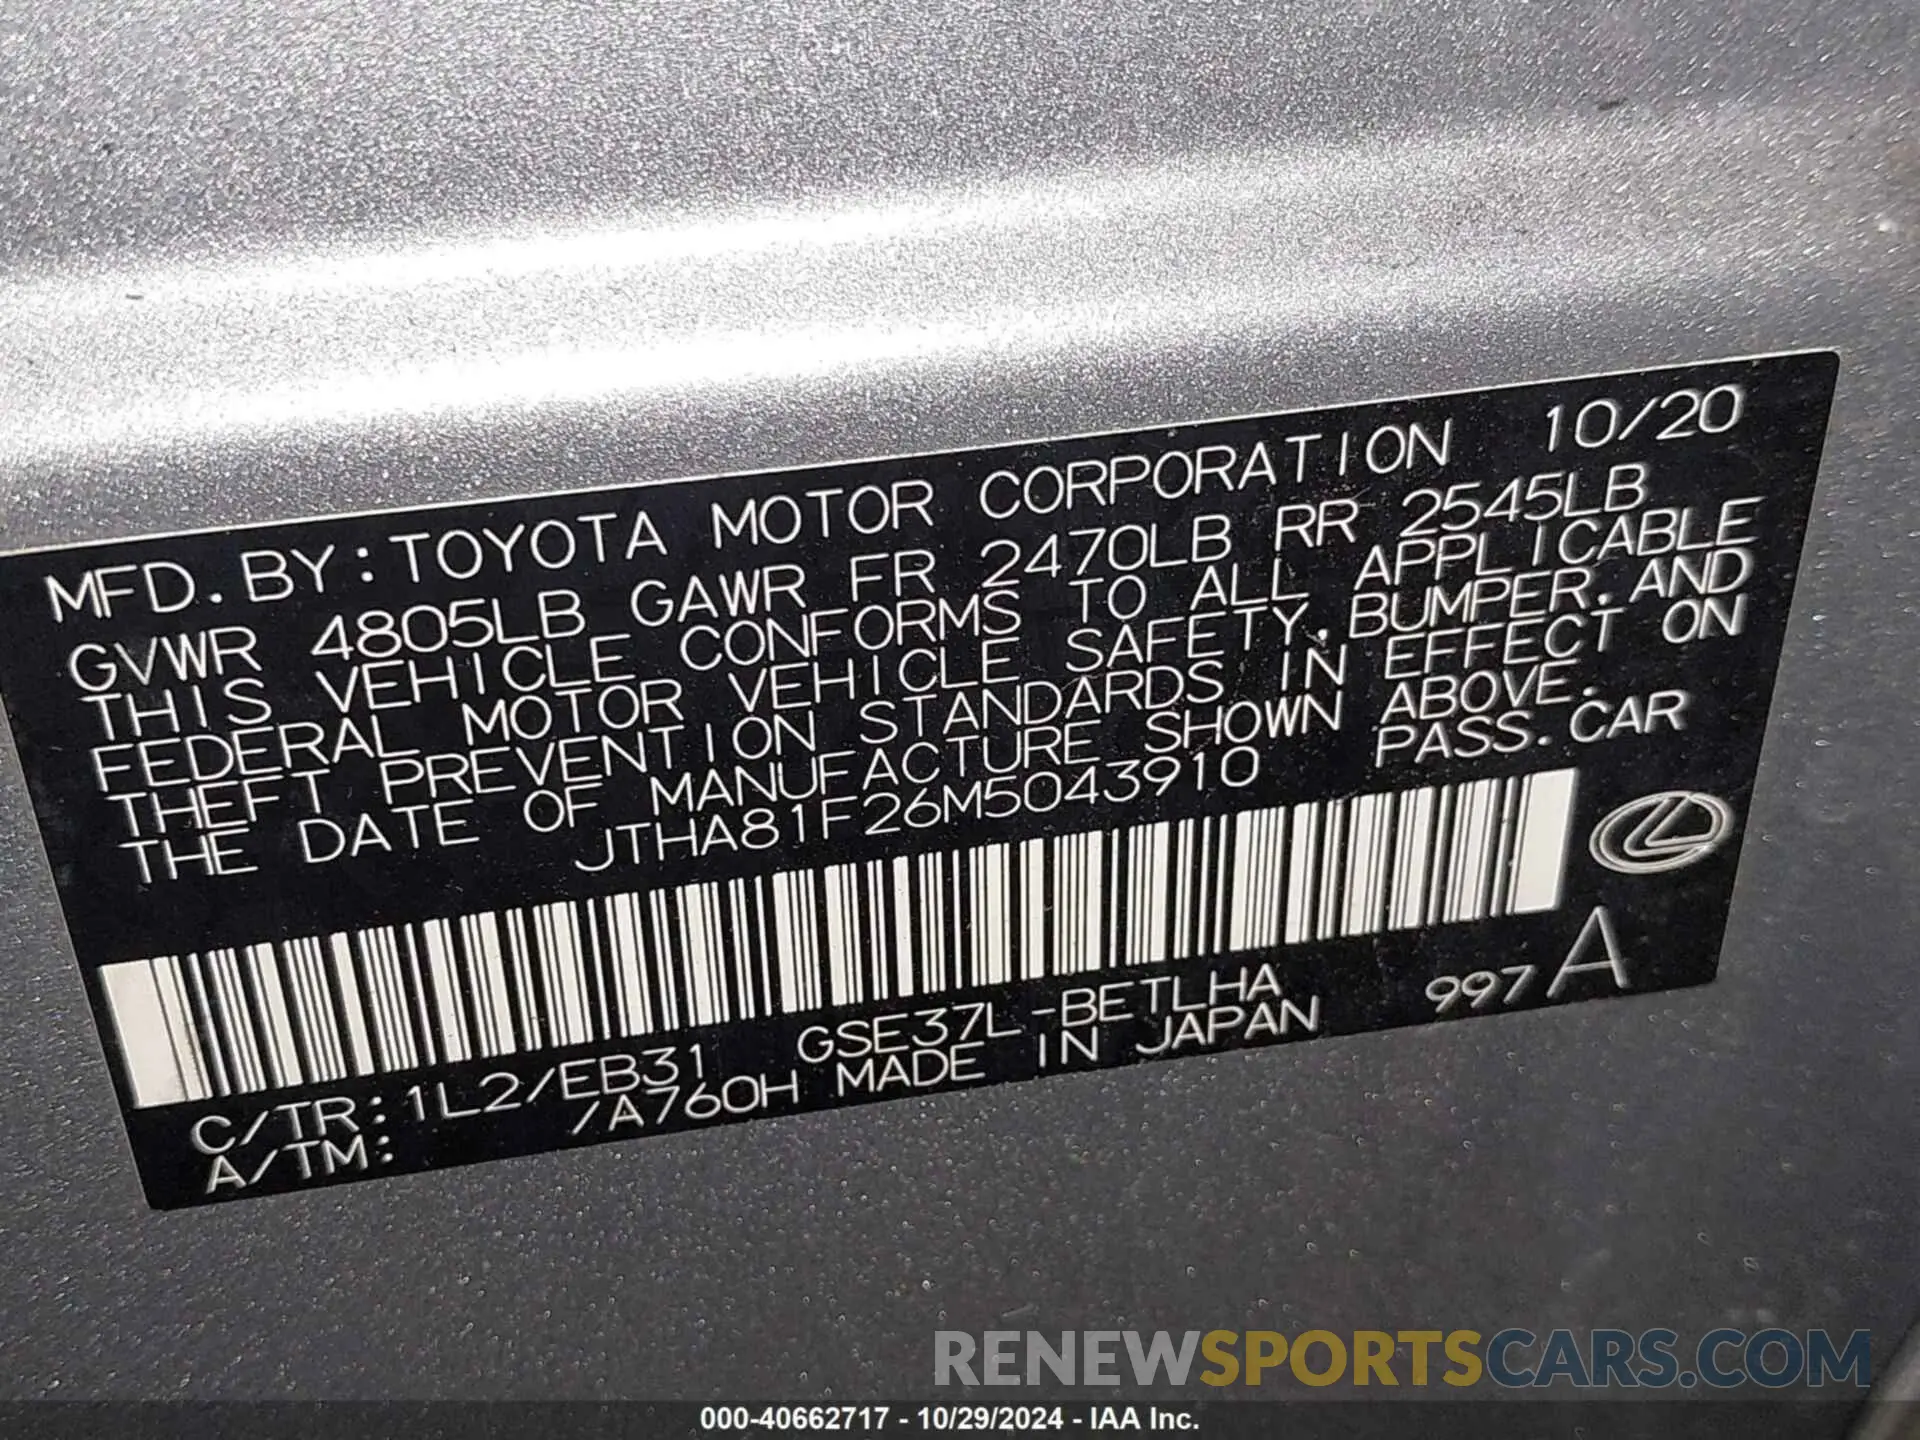 MFD. BY: TOYOTA MOTOR CORPORATION 10/20
GVWR 4805LB GAWR FR 2470LB RR 2545LB
THIS VEHICLE CONFORMS TO ALL APPLICABLE
FEDERAL MOTOR VEHICLE SAFETY, BUMPER, AND
THEFT PREVENTION STANDARDS IN EFFECT ON
THE DATE OF MANUFACTURE SHOWN ABOVE.
JTHA81F26M5043910 PASS. CAR
C/TR: 1L2/EB31 GSE37L-BETLHA 997 A
A/TM: /A760H MADE IN JAPAN
RENEWSPORTSCARS.COM
000-40662717 - 10/29/2024 - IAA Inc.